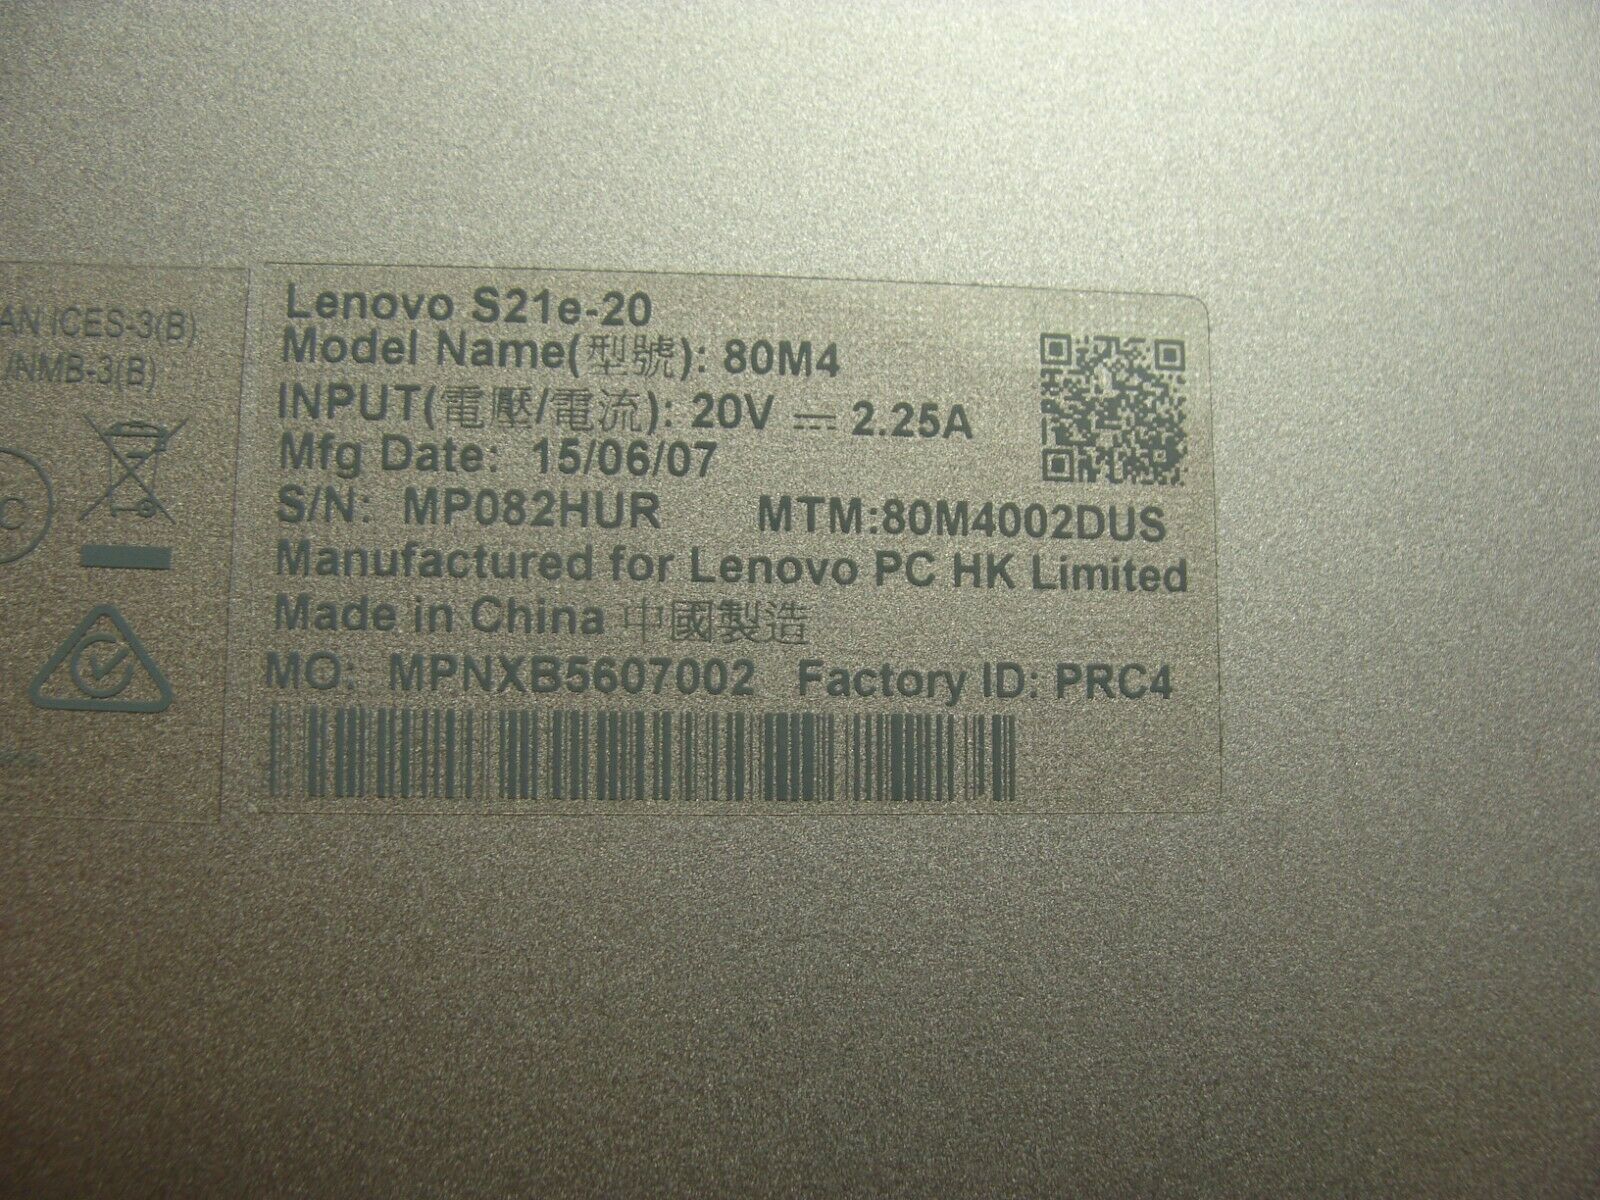 AN ICES-3(B)
/NMB-3(B)
Lenovo S21e-20
Model Name(型號): 80M4
INPUT(電壓/電流): 20V ⎓ 2.25A
Mfg Date: 15/06/07
S/N: MP082HUR MTM:80M4002DUS
Manufactured for Lenovo PC HK Limited
Made in China 中國製造
MO: MPNXB5607002 Factory ID: PRC4